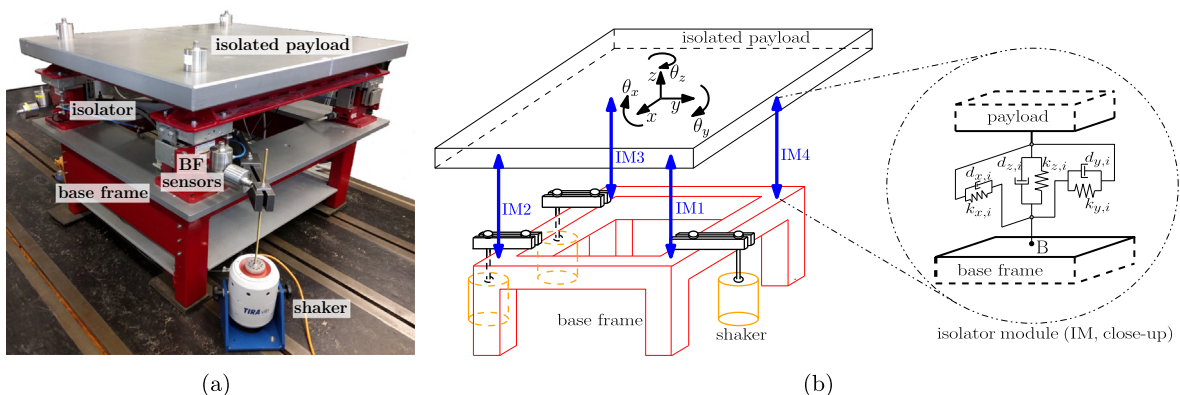 isolated payload
isolator
BF
sensors
base frame
TIRA
shaker
(a)
isolated payload
z
θz
θx
y
x
θy
IM3
IM4
IM2
IM1
base frame
shaker
payload
dx,i
dz,i
kz,i
dy,i
kx,i
ky,i
B
base frame
isolator module (IM, close-up)
(b)